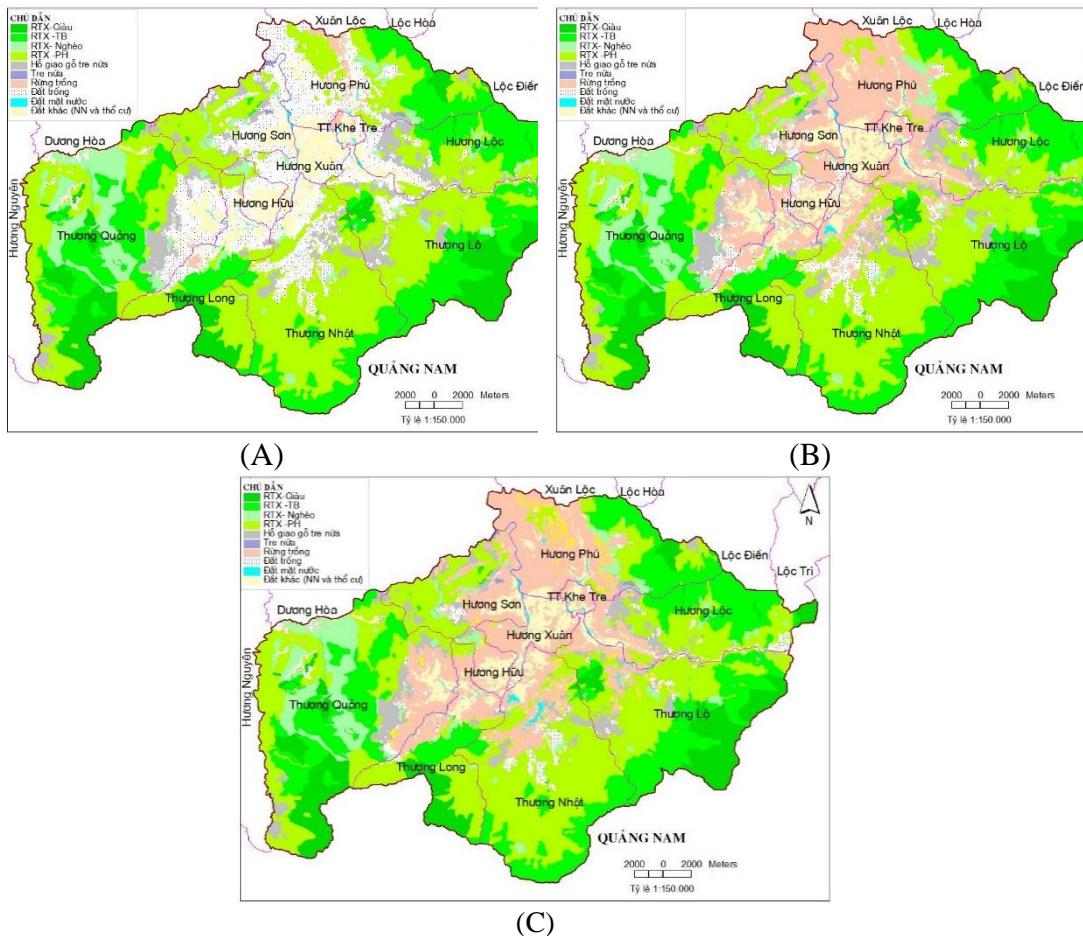 CHỦ DẪN
RTX-Giàu
RTX -TB
RTX- Nghèo
RTX -PH
Hỗ giao gỗ tre nứa
Tre nứa
Rừng trồng
Đất trống
Đất mặt nước
Đất khác (NN và thổ cư)
Xuân Lộc
Lộc Hòa
Lộc Điền
Hương Phú
Hương Sơn
TT Khe Tre
Hương Lộc
Dương Hòa
Hương Xuân
Hương Nguyên
Hương Hữu
Thượng Quảng
Thượng Lộ
Thượng Long
Thượng Nhật
QUẢNG NAM
2000 0 2000 Meters
Tỷ lệ 1:150.000
(A)
CHỦ DẪN
RTX-Giàu
RTX -TB
RTX- Nghèo
RTX -PH
Hỗ giao gỗ tre nứa
Tre nứa
Rừng trồng
Đất trống
Đất mặt nước
Đất khác (NN và thổ cư)
Xuân Lộc
Lộc Hòa
Lộc Điền
Hương Phú
Hương Sơn
TT Khe Tre
Hương Lộc
Dương Hòa
Hương Xuân
Hương Nguyên
Hương Hữu
Thượng Quảng
Thượng Lộ
Thượng Long
Thượng Nhật
QUẢNG NAM
2000 0 2000 Meters
Tỷ lệ 1:150.000
(B)
CHỦ DẪN
RTX-Giàu
RTX -TB
RTX- Nghèo
RTX -PH
Hỗ giao gỗ tre nứa
Tre nứa
Rừng trồng
Đất trống
Đất mặt nước
Đất khác (NN và thổ cư)
Xuân Lộc
Lộc Hòa
N
Lộc Điền
Lộc Trì
Hương Phú
Hương Sơn
TT Khe Tre
Hương Lộc
Dương Hòa
Hương Xuân
Hương Nguyên
Hương Hữu
Thượng Quảng
Thượng Lộ
Thượng Long
Thượng Nhật
QUẢNG NAM
2000 0 2000 Meters
Tỷ lệ 1:150.000
(C)